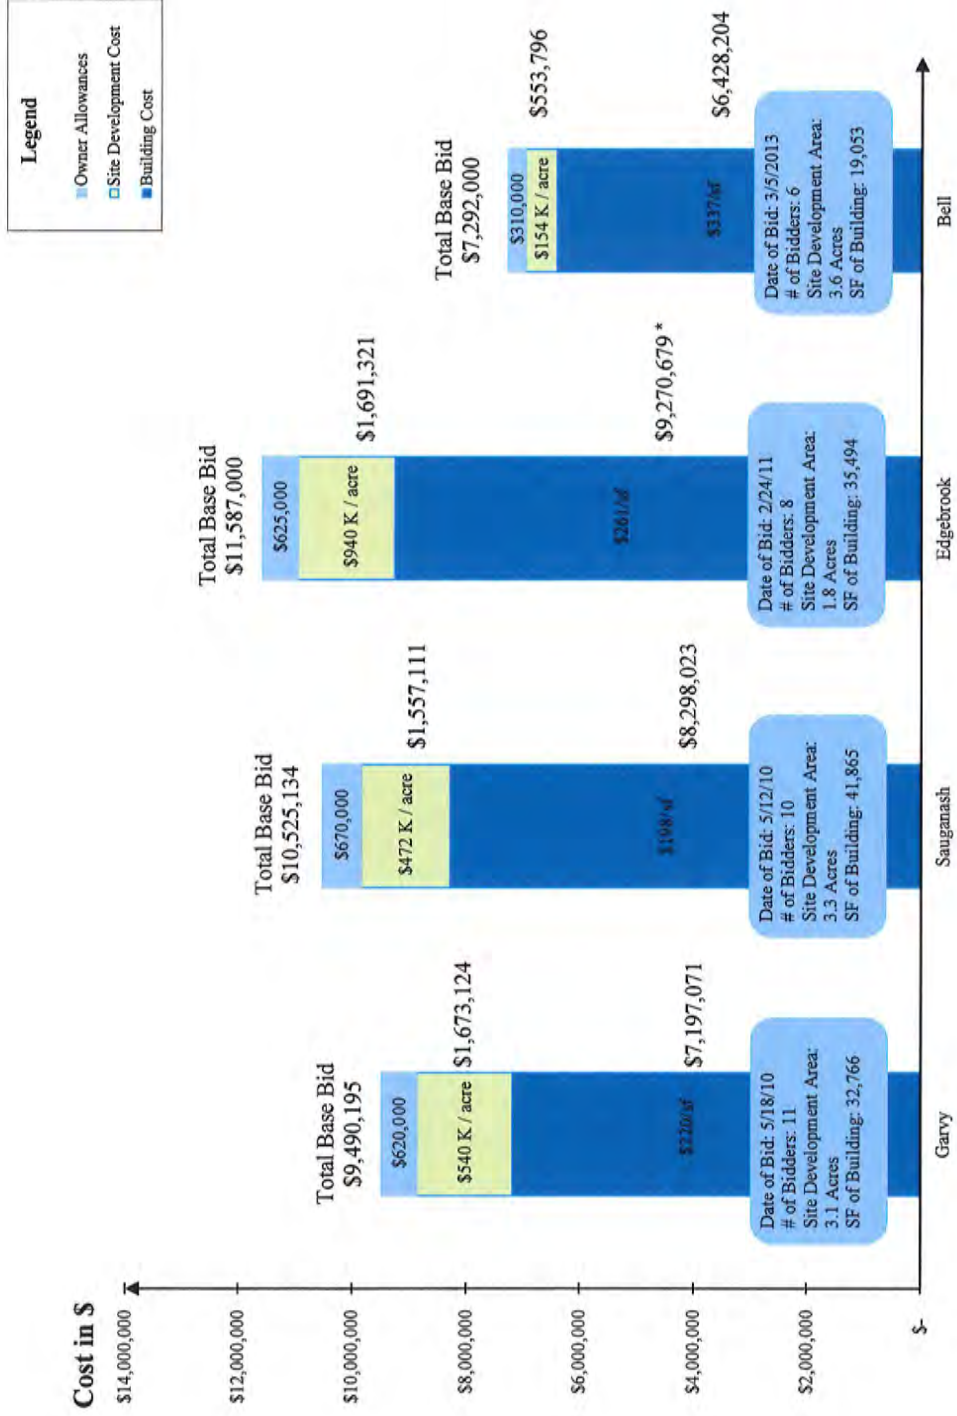 Legend
Owner Allowances
Site Development Cost
Building Cost
Cost in $
$14,000,000
$12,000,000
$10,000,000
$8,000,000
$6,000,000
$4,000,000
$2,000,000
$-
Total Base Bid
$9,490,195
$620,000
$540 K / acre
$1,673,124
$220/sf
$7,197,071
Date of Bid: 5/18/10
# of Bidders: 11
Site Development Area:
3.1 Acres
SF of Building: 32,766
Garvy
Total Base Bid
$10,525,134
$670,000
$472 K / acre
$1,557,111
$198/sf
$8,298,023
Date of Bid: 5/12/10
# of Bidders: 10
Site Development Area:
3.3 Acres
SF of Building: 41,865
Sauganash
Total Base Bid
$11,587,000
$625,000
$940 K / acre
$1,691,321
$261/sf
$9,270,679 *
Date of Bid: 2/24/11
# of Bidders: 8
Site Development Area:
1.8 Acres
SF of Building: 35,494
Edgebrook
Total Base Bid
$7,292,000
$310,000
$154 K / acre
$553,796
$337/sf
$6,428,204
Date of Bid: 3/5/2013
# of Bidders: 6
Site Development Area:
3.6 Acres
SF of Building: 19,053
Bell